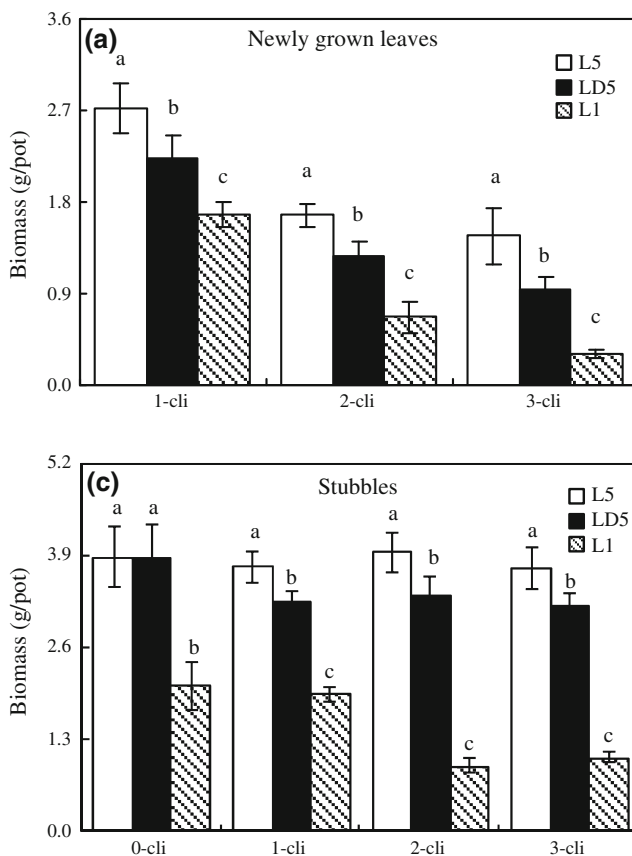 3.6
(a)
Newly grown leaves
a
L5
LD5
L1
2.7
b
c
1.8
a
b
c
a
b
c
0.9
0.0
Biomass (g/pot)
1-cli
2-cli
3-cli
5.2
(c)
Stubbles
L5
LD5
L1
a
a
b
3.9
a
b
c
a
b
c
a
b
c
2.6
1.3
0.0
Biomass (g/pot)
0-cli
1-cli
2-cli
3-cli